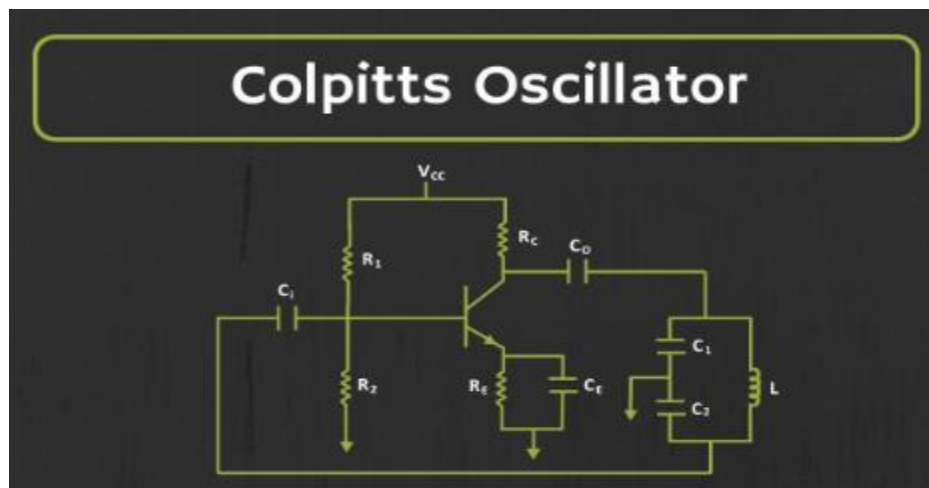 Colpitts Oscillator
VCC
RC
CO
R1
Ci
C1
R2
RE
CE
L
C2